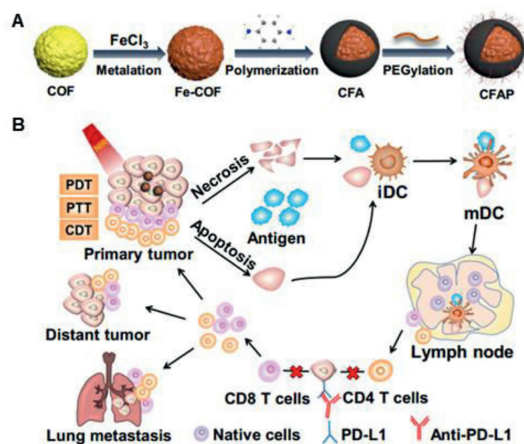 A
FeCl3
Metalation
Polymerization
PEGylation
COF
Fe-COF
CFA
CFAP
B
NIR
PDT
PTT
CDT
Necrosis
Apoptosis
Antigen
iDC
mDC
Primary tumor
Distant tumor
Lymph node
CD8 T cells
CD4 T cells
Lung metastasis
Native cells
PD-L1
Anti-PD-L1